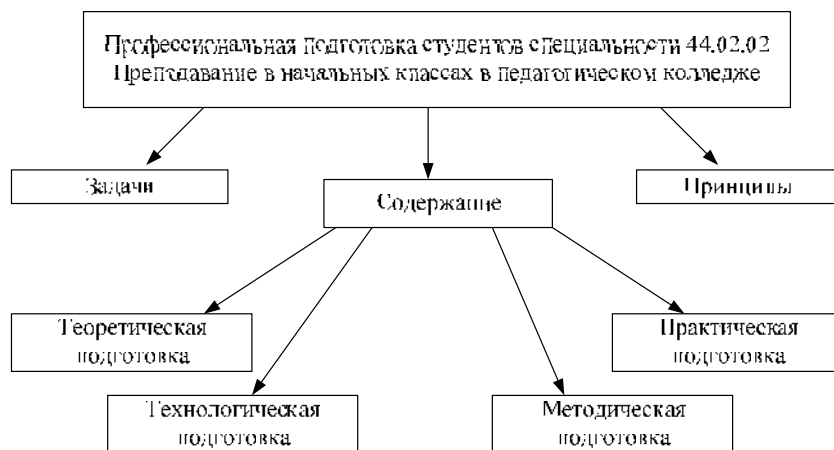 Профессиональная подготовка студентов специальности 44.02.02
Преподавание в начальных классах в педагогическом колледже
Задачи
Принципы
Содержание
Теоретическая
подготовка
Практическая
подготовка
Технологическая
подготовка
Методическая
подготовка